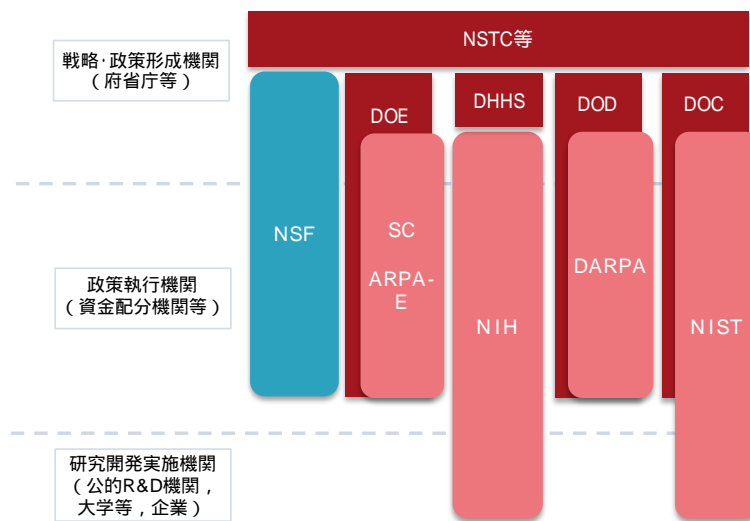 NSTC等
戦略･政策形成機関
（府省庁等）
DOE
DHHS
DOD
DOC
NSF
SC
ARPA-
E
DARPA
NIH
NIST
政策執行機関
（資金配分機関等）
研究開発実施機関
（公的R&D機関，
大学等，企業）